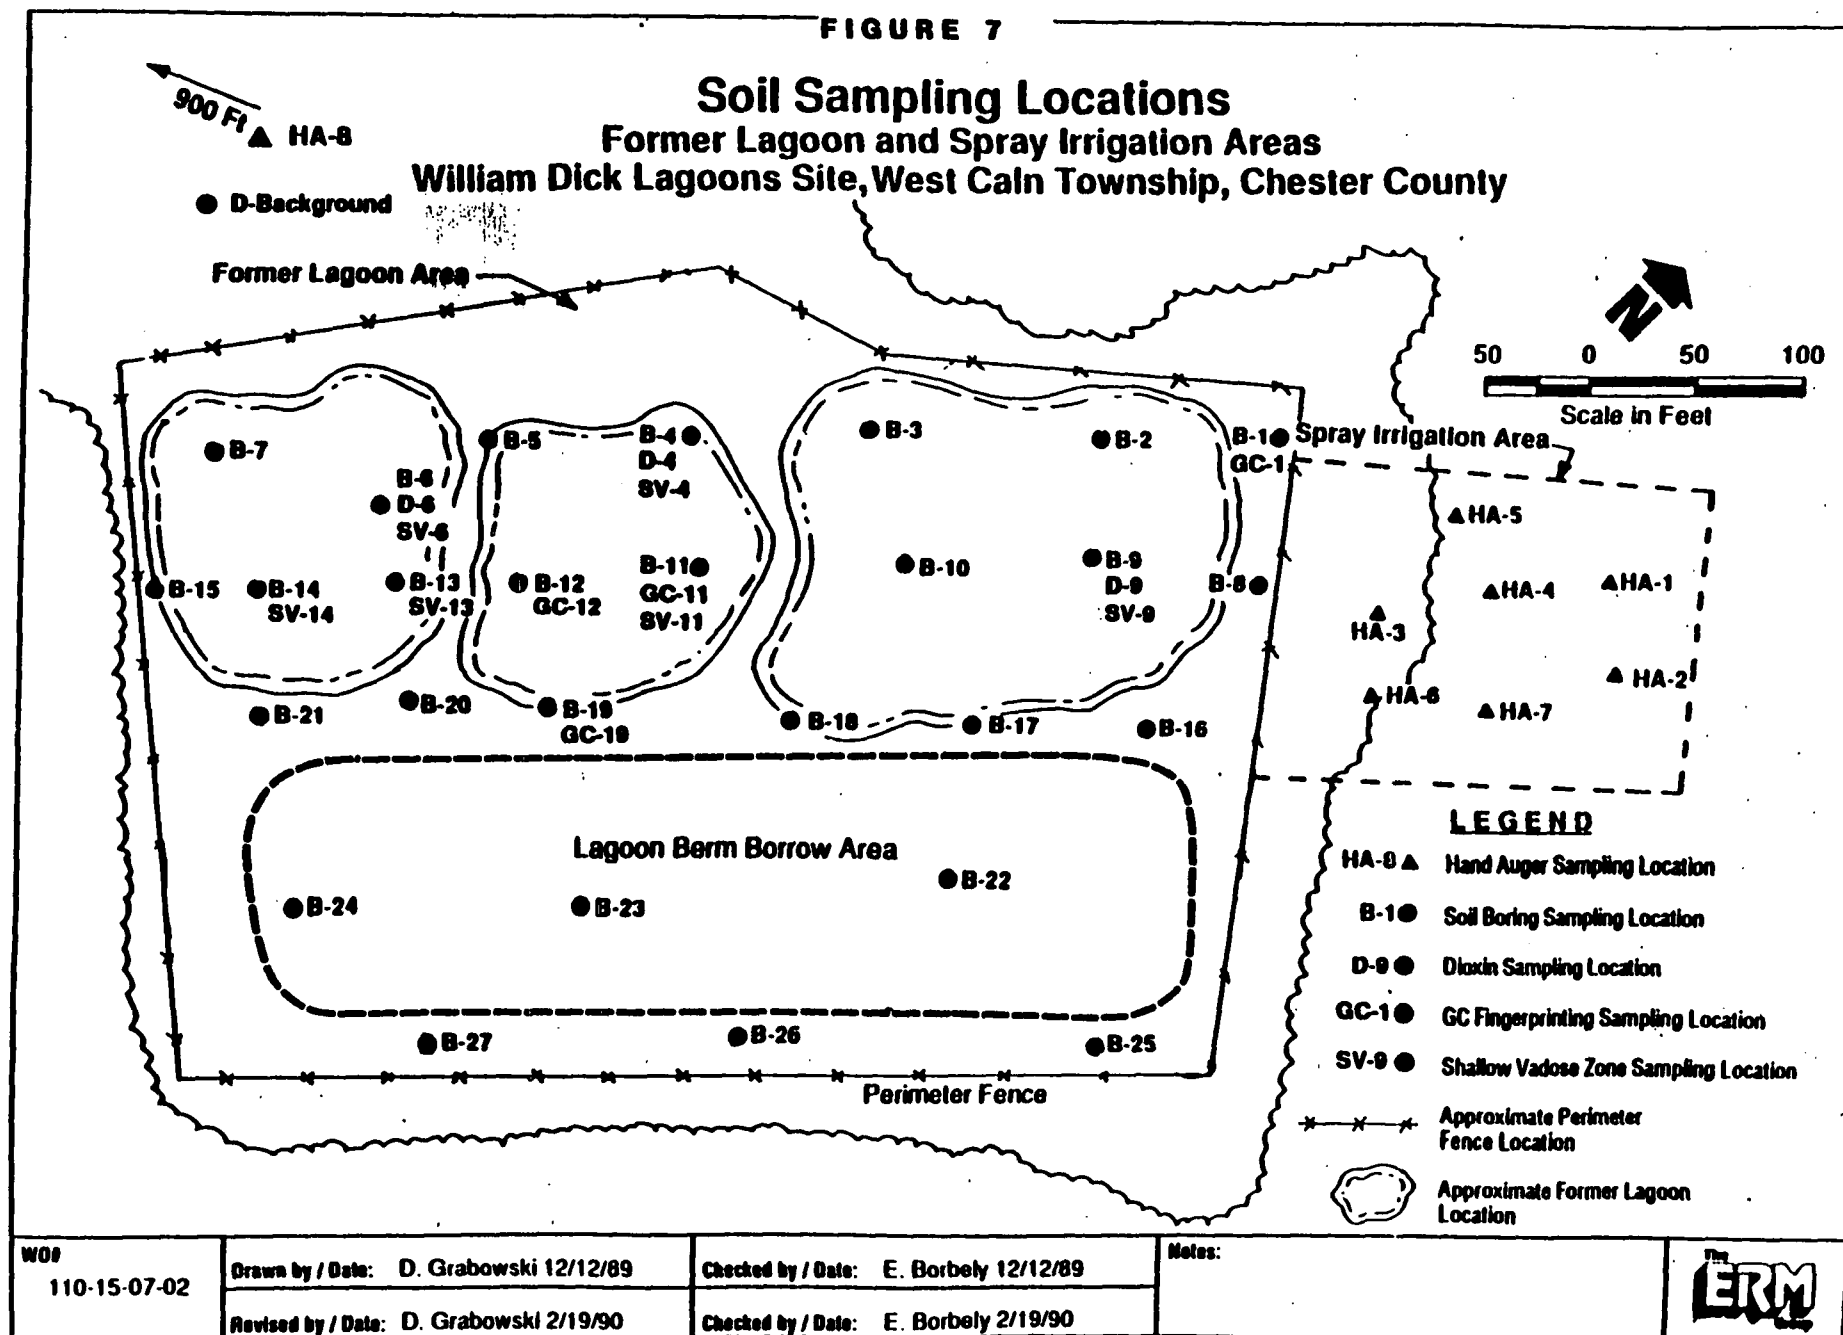 FIGURE 7
Soil Sampling Locations
Former Lagoon and Spray Irrigation Areas
William Dick Lagoons Site, West Caln Township, Chester County
900 Ft
HA-8
D-Background
Former Lagoon Area
N
50 0 50 100
Scale in Feet
Spray Irrigation Area
B-7
B-6
D-6
SV-6
B-5
B-4
D-4
SV-4
B-3
B-2
B-1
GC-1
HA-5
B-15
B-14
SV-14
B-13
SV-13
B-12
GC-12
B-11
GC-11
SV-11
B-10
B-9
D-9
SV-9
B-8
HA-4
HA-1
HA-3
HA-2
HA-6
HA-7
B-21
B-20
B-19
GC-19
B-18
B-17
B-16
Lagoon Berm Borrow Area
B-22
B-24
B-23
B-27
B-26
B-25
Perimeter Fence
LEGEND
HA-8 Hand Auger Sampling Location
B-1 Soil Boring Sampling Location
D-9 Dioxin Sampling Location
GC-1 GC Fingerprinting Sampling Location
SV-9 Shallow Vadose Zone Sampling Location
Approximate Perimeter
Fence Location
Approximate Former Lagoon
Location
WO#
110-15-07-02
Drawn by / Date: D. Grabowski 12/12/89
Checked by / Date: E. Borbely 12/12/89
Revised by / Date: D. Grabowski 2/19/90
Checked by / Date: E. Borbely 2/19/90
Notes:
The
ERM
Group